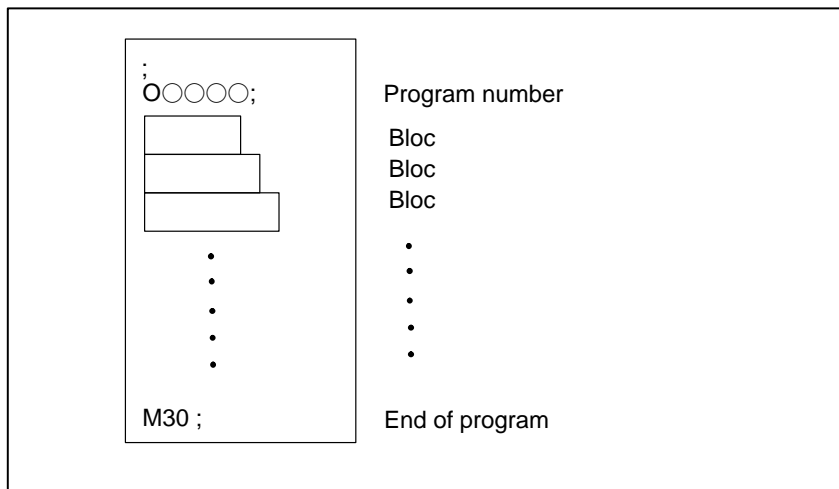 ;
O○○○○; Program number
Bloc
Bloc
Bloc
M30 ; End of program